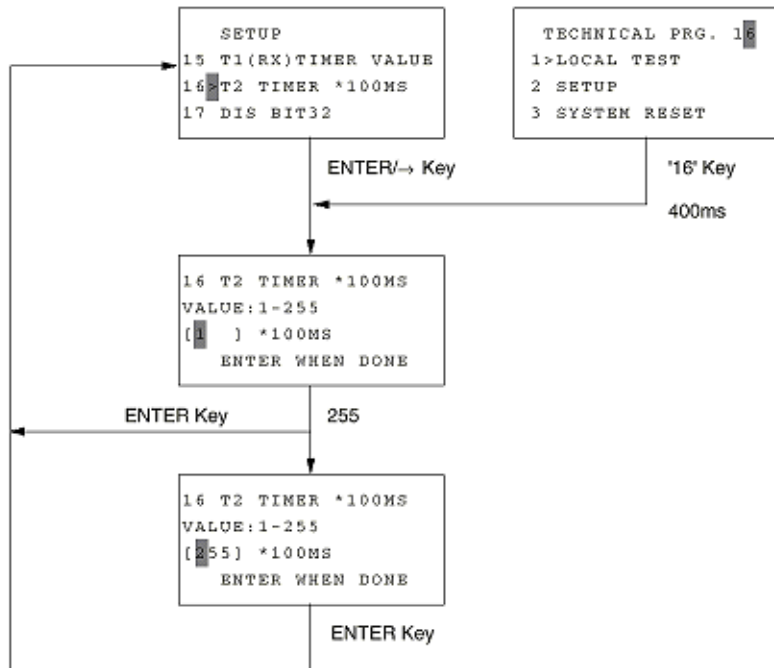 SETUP
15 T1(RX)TIMER VALUE
16>T2 TIMER *100MS
17 DIS BIT32
TECHNICAL PRG. 16
1>LOCAL TEST
2 SETUP
3 SYSTEM RESET
ENTER/→ Key
'16' Key
400ms
16 T2 TIMER *100MS
VALUE:1-255
[1 ] *100MS
ENTER WHEN DONE
ENTER Key
255
16 T2 TIMER *100MS
VALUE:1-255
[255] *100MS
ENTER WHEN DONE
ENTER Key